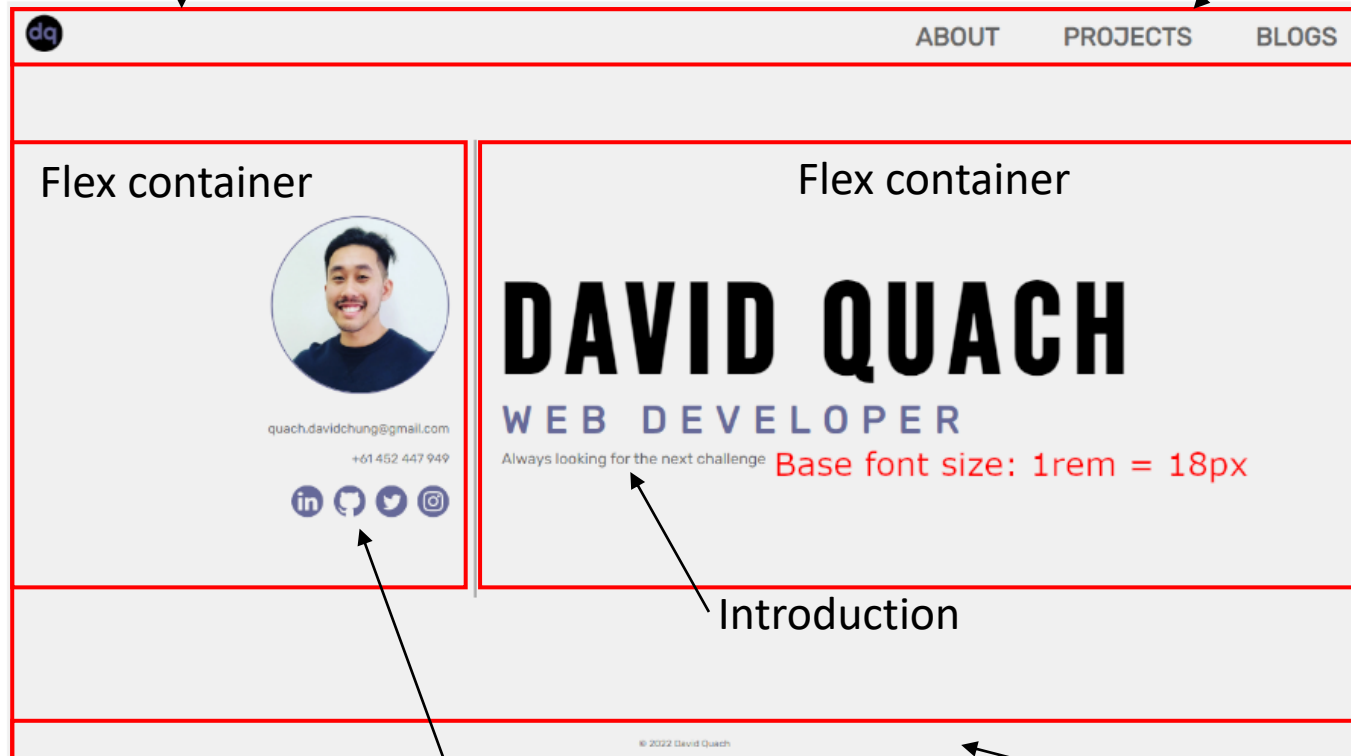 dq
ABOUT PROJECTS BLOGS
Flex container
Flex container
quach.davidchung@gmail.com
+61 452 447 949
in
DAVID QUACH
WEB DEVELOPER
Always looking for the next challenge
Base font size: 1rem = 18px
Introduction
© 2022 David Quach